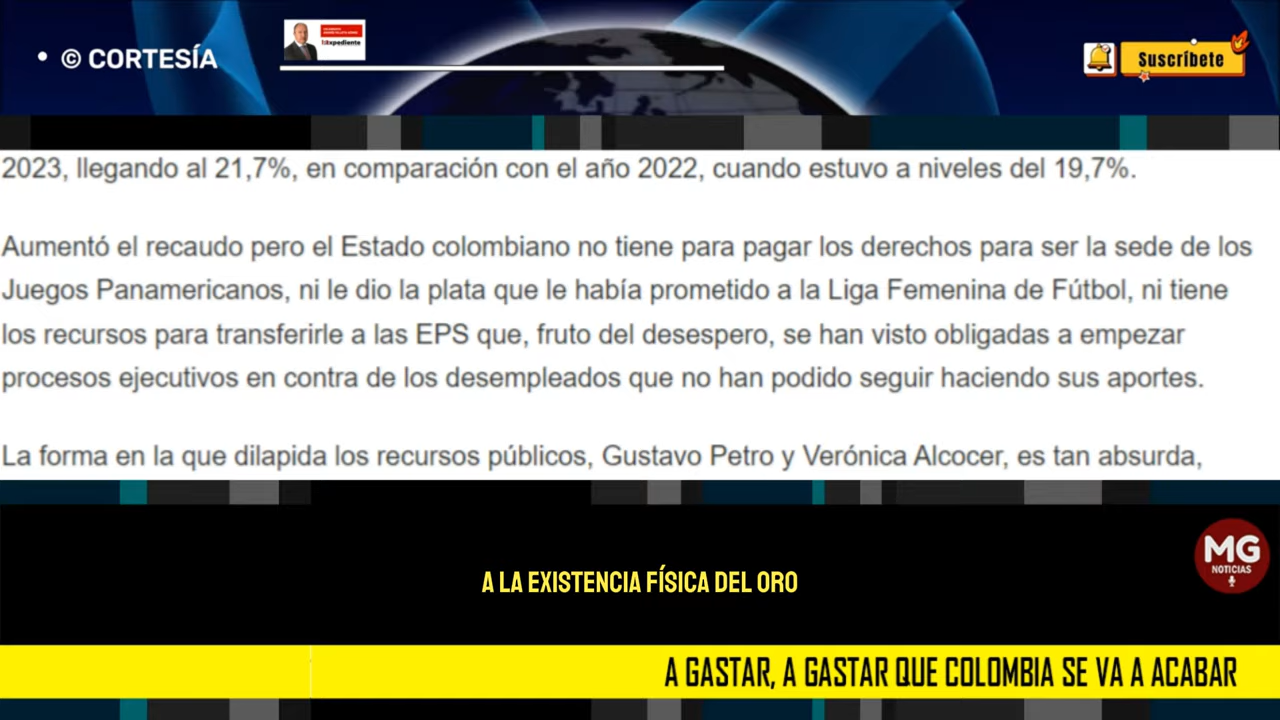 • © CORTESÍA
Expediente
Suscríbete
2023, llegando al 21,7%, en comparación con el año 2022, cuando estuvo a niveles del 19,7%.
Aumentó el recaudo pero el Estado colombiano no tiene para pagar los derechos para ser la sede de los
Juegos Panamericanos, ni le dio la plata que le había prometido a la Liga Femenina de Fútbol, ni tiene
los recursos para transferirle a las EPS que, fruto del desespero, se han visto obligadas a empezar
procesos ejecutivos en contra de los desempleados que no han podido seguir haciendo sus aportes.
La forma en la que dilapida los recursos públicos, Gustavo Petro y Verónica Alcocer, es tan absurda,
MG
NOTICIAS
A LA EXISTENCIA FÍSICA DEL ORO
A GASTAR, A GASTAR QUE COLOMBIA SE VA A ACABAR